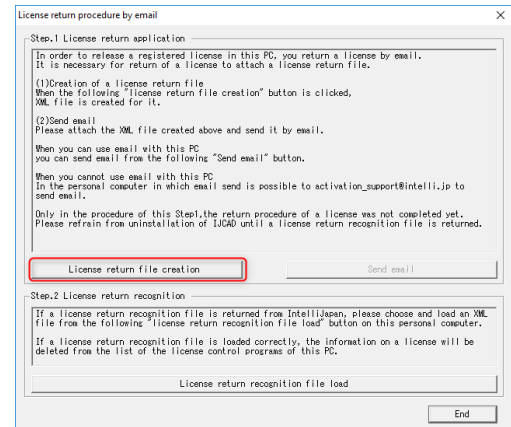 License return procedure by email
Step.1 License return application
In order to release a registered license in this PC, you return a license by email.
It is necessary for return of a license to attach a license return file.
(1)Creation of a license return file
When the following "license return file creation" button is clicked,
XML file is created for it.
(2)Send email
Please attach the XML file created above and send it by email.
When you can use email with this PC
you can send email from the following "Send email" button.
When you cannot use email with this PC
In the personal computer in which email send is possible to activation_support@intelli.jp to
send email.
Only in the procedure of this Step1,the return procedure of a license was not completed yet.
Please refrain from uninstallation of IJCAD until a license return recognition file is returned.
License return file creation
Send email
Step.2 License return recognition
If a license return recognition file is returned from IntelliJapan, please choose and load an XML
file from the following "license return recognition file load" button on this personal computer.
If a license return recognition file is loaded correctly, the information on a license will be
deleted from the list of the license control programs of this PC.
License return recognition file load
End